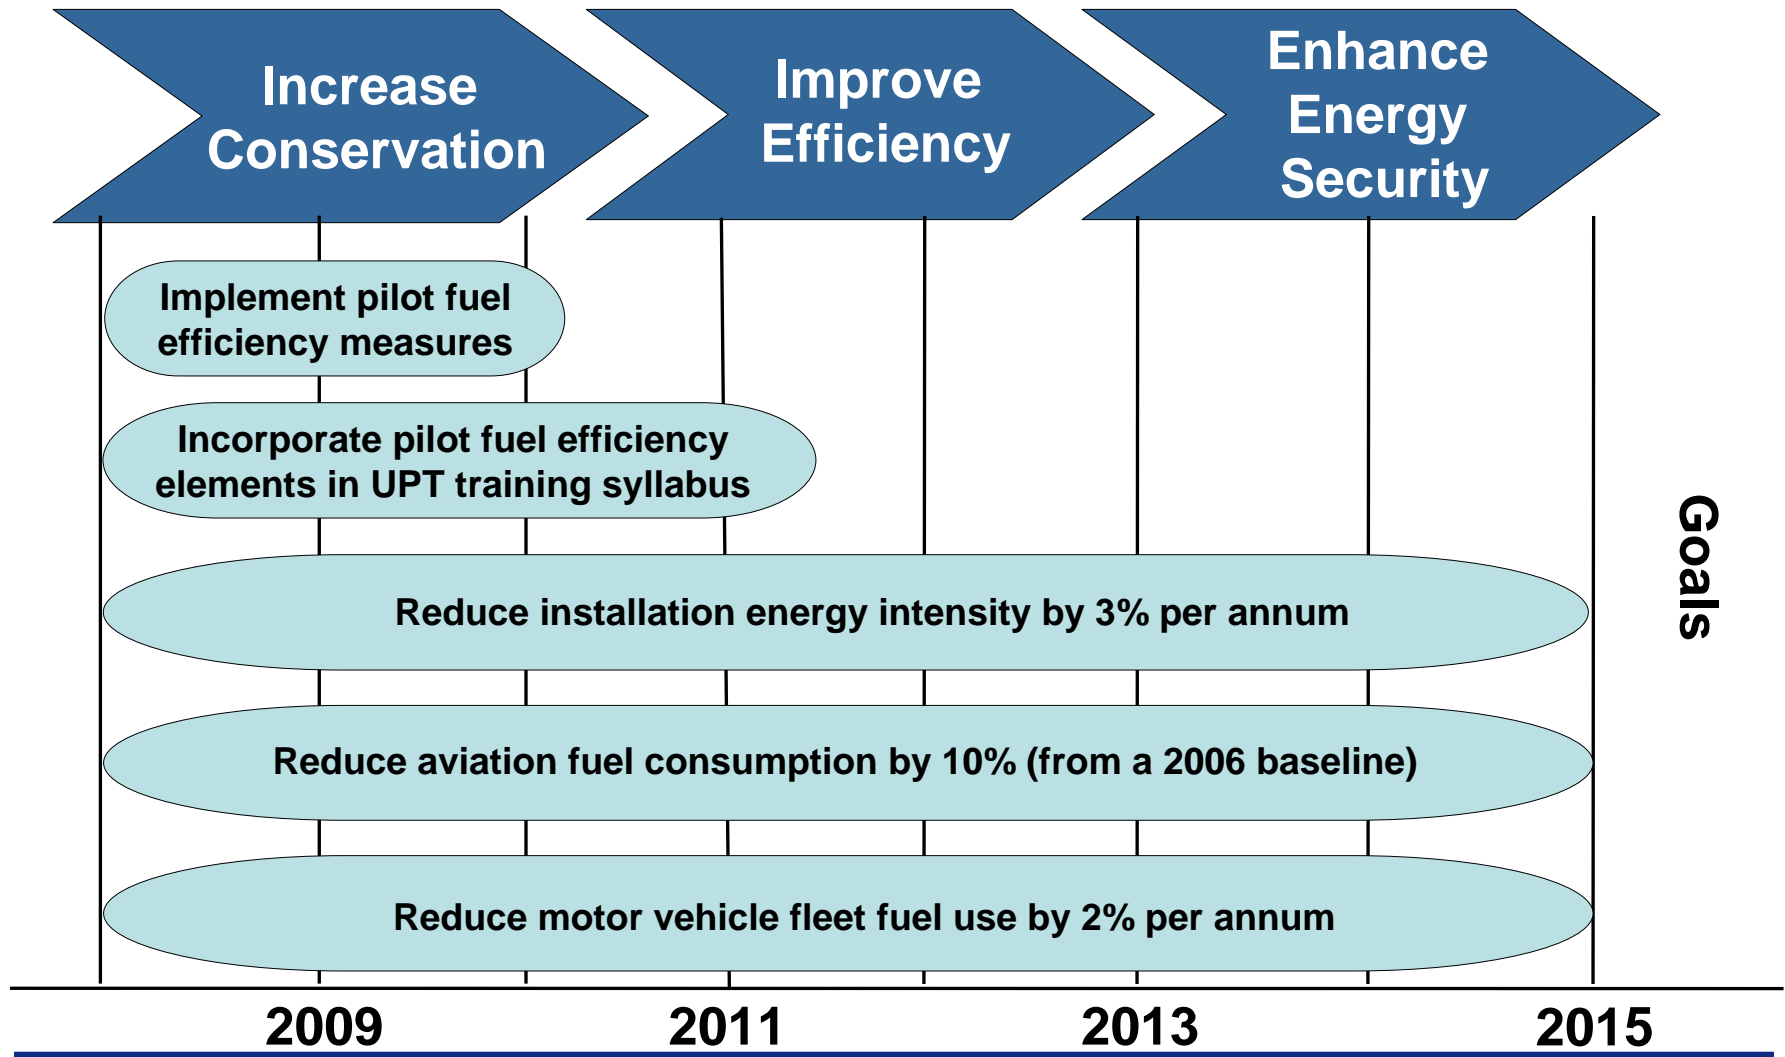 Increase
Conservation
Improve
Efficiency
Enhance
Energy
Security
Implement pilot fuel
efficiency measures
Incorporate pilot fuel efficiency
elements in UPT training syllabus
Reduce installation energy intensity by 3% per annum
Reduce aviation fuel consumption by 10% (from a 2006 baseline)
Reduce motor vehicle fleet fuel use by 2% per annum
Goals
2009
2011
2013
2015